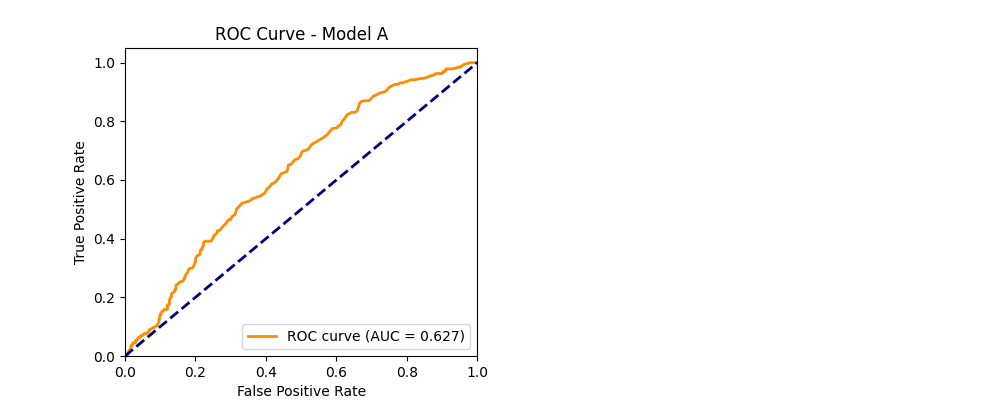 ROC Curve - Model A
True Positive Rate
1.0
0.8
0.6
0.4
0.2
0.0
ROC curve (AUC = 0.627)
0.0 0.2 0.4 0.6 0.8 1.0
False Positive Rate